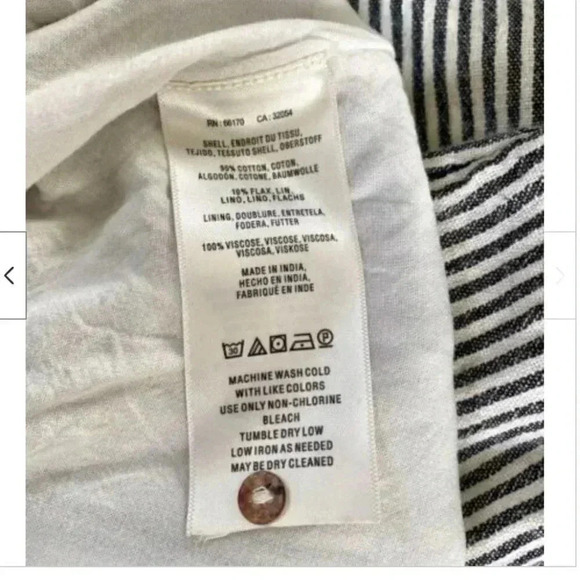 RN: 66170 CA: 32054
SHELL, ENDROIT DU TISSU,
TEJIDO, TESSUTO SHELL, OBERSTOFF
90% COTTON, COTON,
ALGODÓN, COTONE, BAUMWOLLE
10% FLAX, LIN,
LINO, LINO, FLACHS
LINING, DOUBLURE, ENTRETELA,
FODERA, FUTTER
100% VISCOSE, VISCOSE, VISCOSA,
VISCOSA, VISKOSE
MADE IN INDIA,
HECHO EN INDIA,
FABRIQUÉ EN INDE
30 P
MACHINE WASH COLD
WITH LIKE COLORS
USE ONLY NON-CHLORINE
BLEACH
TUMBLE DRY LOW
LOW IRON AS NEEDED
MAY BE DRY CLEANED